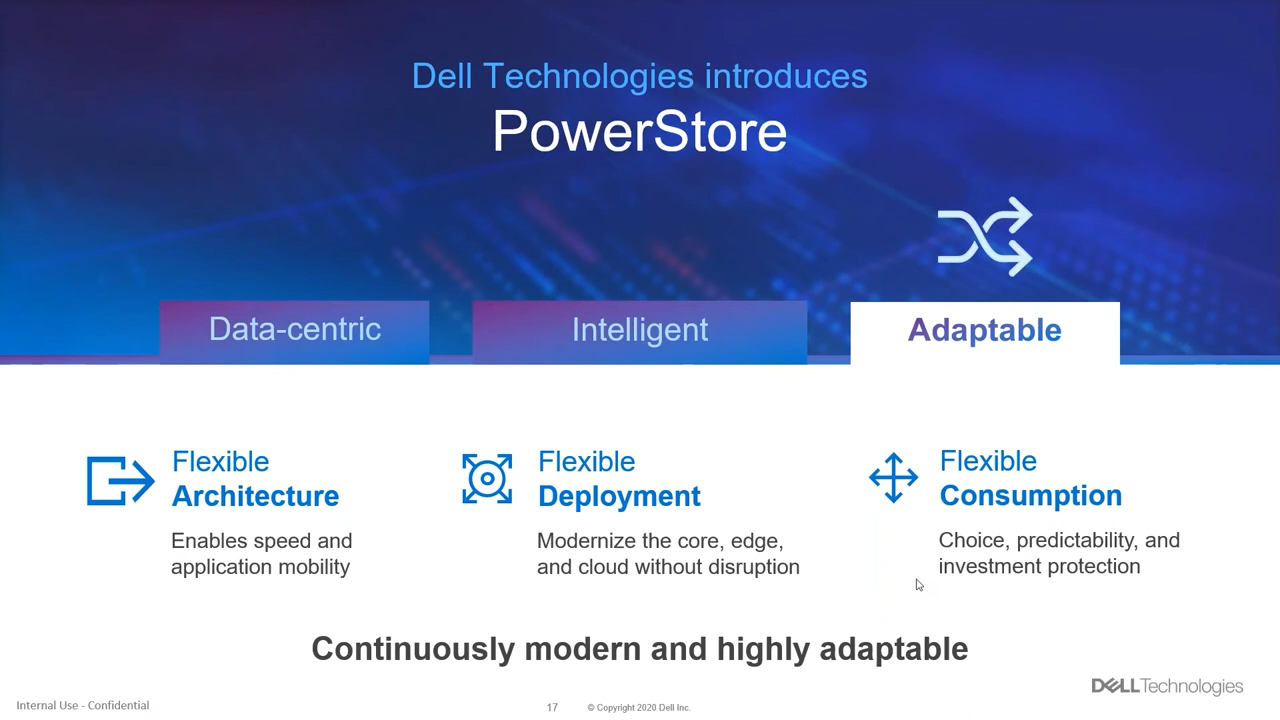 Dell Technologies introduces
PowerStore
Data-centric
Intelligent
Adaptable
Flexible
Architecture
Enables speed and
application mobility
Flexible
Deployment
Modernize the core, edge,
and cloud without disruption
Flexible
Consumption
Choice, predictability, and
investment protection
Continuously modern and highly adaptable
DELLTechnologies
Internal Use - Confidential
17
© Copyright 2020 Dell Inc.